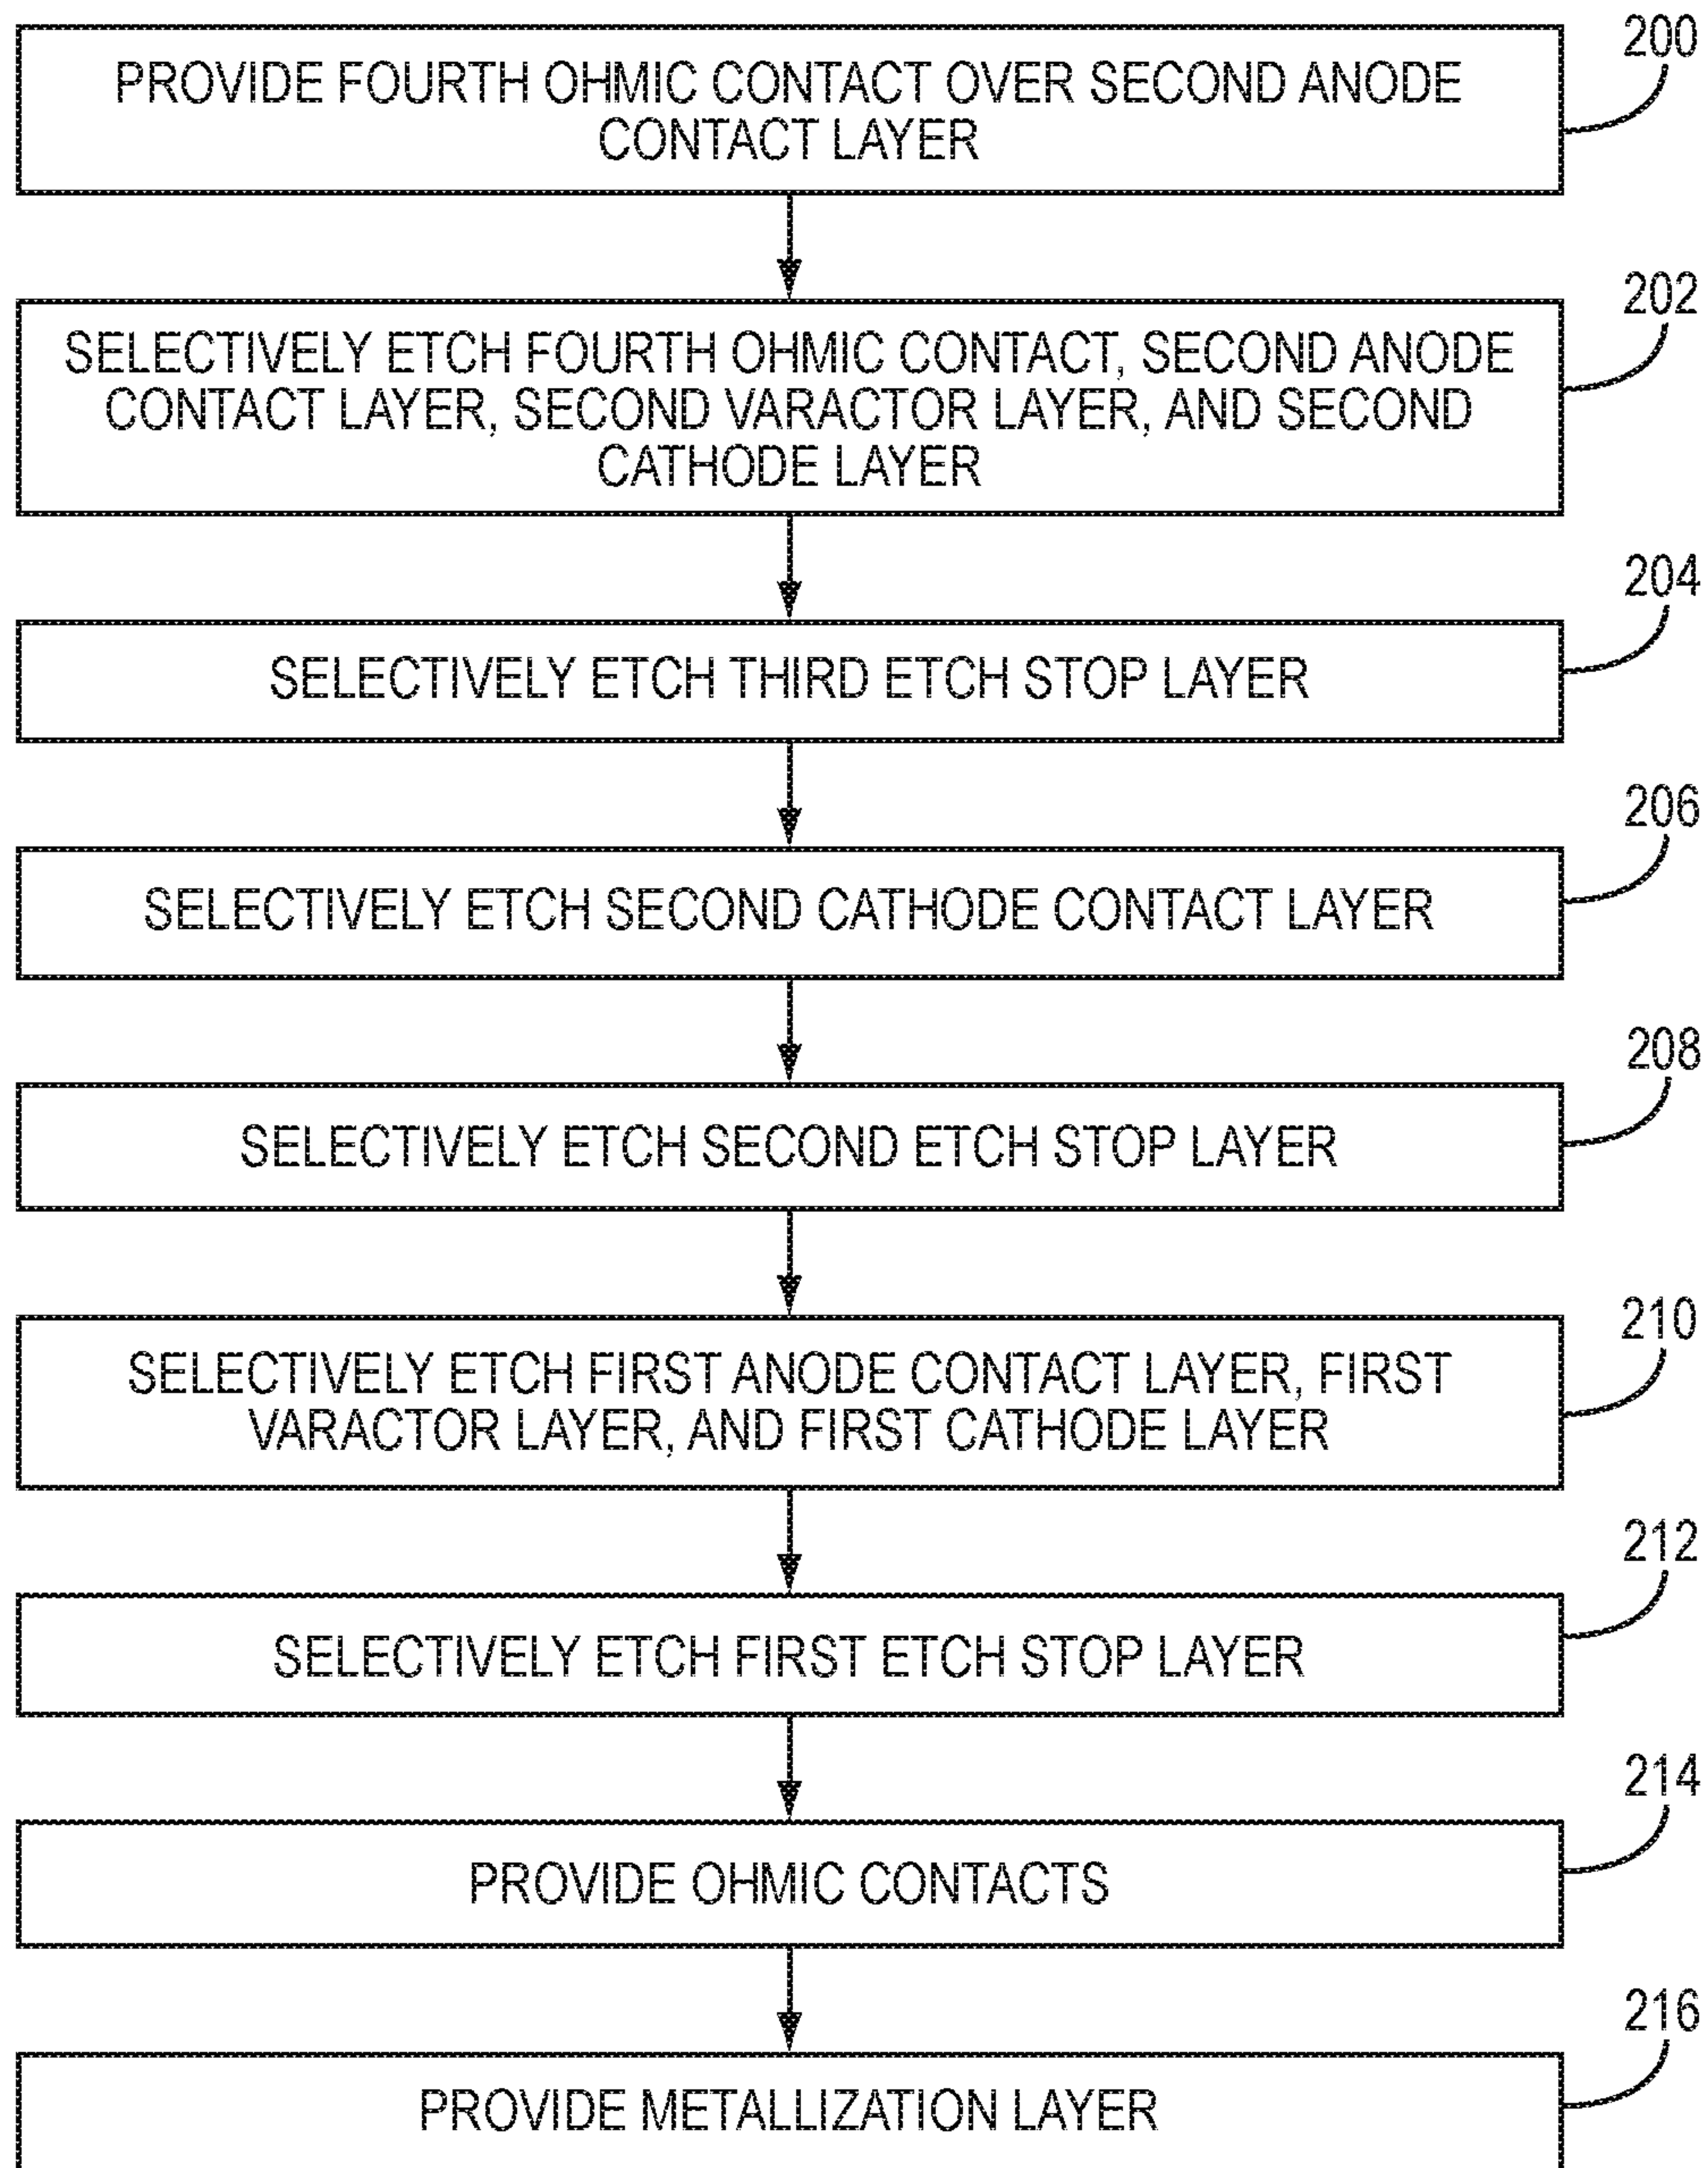 200
PROVIDE FOURTH OHMIC CONTACT OVER SECOND ANODE
CONTACT LAYER
202
SELECTIVELY ETCH FOURTH OHMIC CONTACT, SECOND ANODE
CONTACT LAYER, SECOND VARACTOR LAYER, AND SECOND
CATHODE LAYER
204
SELECTIVELY ETCH THIRD ETCH STOP LAYER
206
SELECTIVELY ETCH SECOND CATHODE CONTACT LAYER
208
SELECTIVELY ETCH SECOND ETCH STOP LAYER
210
SELECTIVELY ETCH FIRST ANODE CONTACT LAYER, FIRST
VARACTOR LAYER, AND FIRST CATHODE LAYER
212
SELECTIVELY ETCH FIRST ETCH STOP LAYER
214
PROVIDE OHMIC CONTACTS
216
PROVIDE METALLIZATION LAYER